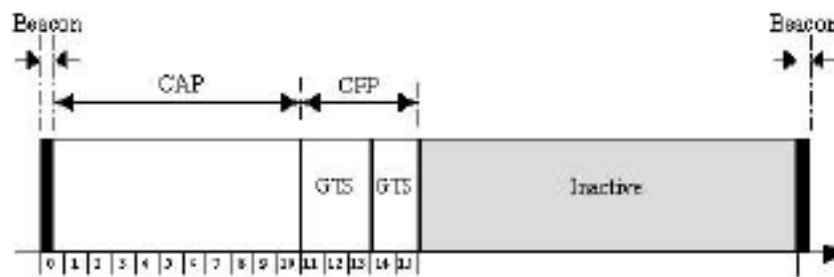 Beacon Beacon
CAP CFP
GTS GTS Inactive
0 1 2 3 4 5 6 7 8 9 10 11 12 13 14 15